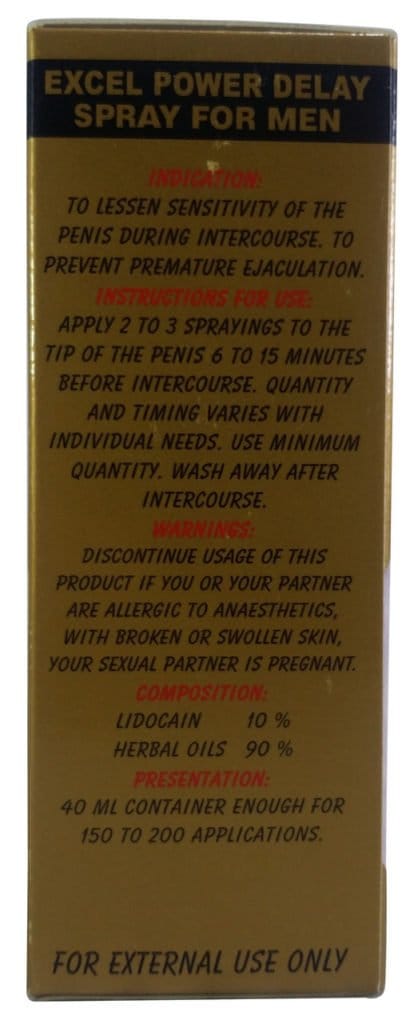 EXCEL POWER DELAY
SPRAY FOR MEN
INDICATION:
TO LESSEN SENSITIVITY OF THE
PENIS DURING INTERCOURSE. TO
PREVENT PREMATURE EJACULATION.
INSTRUCTIONS FOR USE:
APPLY 2 TO 3 SPRAYINGS TO THE
TIP OF THE PENIS 6 TO 15 MINUTES
BEFORE INTERCOURSE. QUANTITY
AND TIMING VARIES WITH
INDIVIDUAL NEEDS. USE MINIMUM
QUANTITY. WASH AWAY AFTER
INTERCOURSE.
WARNINGS:
DISCONTINUE USAGE OF THIS
PRODUCT IF YOU OR YOUR PARTNER
ARE ALLERGIC TO ANAESTHETICS,
WITH BROKEN OR SWOLLEN SKIN,
YOUR SEXUAL PARTNER IS PREGNANT.
COMPOSITION:
LIDOCAIN 10 %
HERBAL OILS 90 %
PRESENTATION:
40 ML CONTAINER ENOUGH FOR
150 TO 200 APPLICATIONS.
FOR EXTERNAL USE ONLY